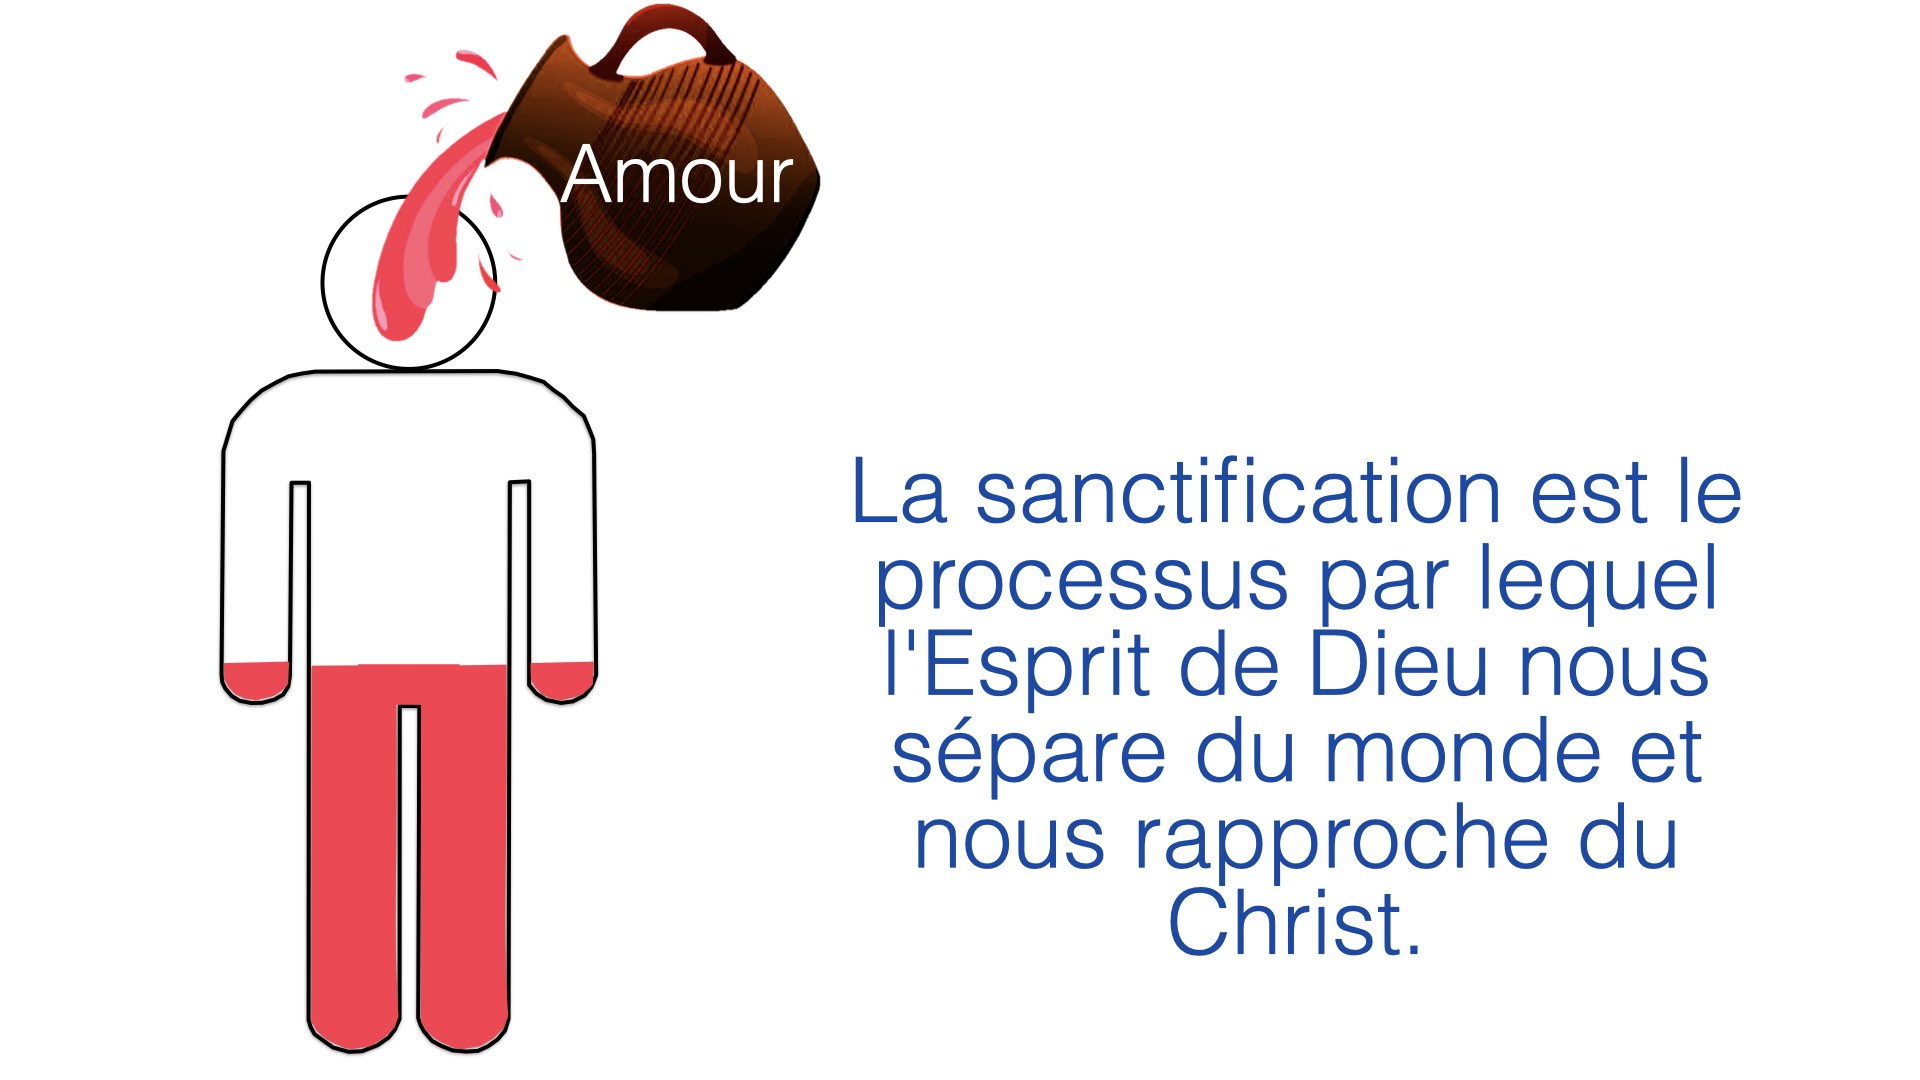 Amour
La sanctification est le
processus par lequel
l'Esprit de Dieu nous
sépare du monde et
nous rapproche du
Christ.